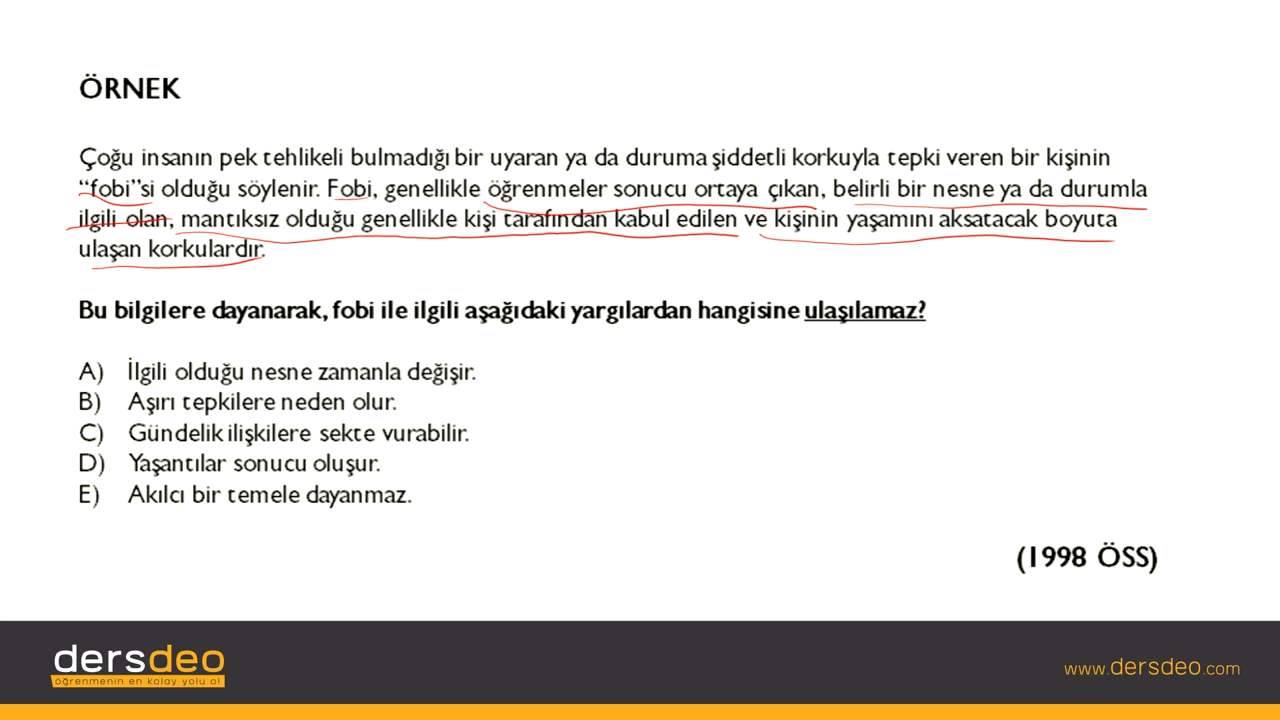 ÖRNEK
Çoğu insanın pek tehlikeli bulmadığı bir uyaran ya da duruma şiddetli korkuyla tepki veren bir kişinin
“fobi”si olduğu söylenir. Fobi, genellikle öğrenmeler sonucu ortaya çıkan, belirli bir nesne ya da durumla
ilgili olan, mantıksız olduğu genellikle kişi tarafından kabul edilen ve kişinin yaşamını aksatacak boyuta
ulaşan korkulardır.
Bu bilgilere dayanarak, fobi ile ilgili aşağıdaki yargılardan hangisine ulaşılamaz?
A) İlgili olduğu nesne zamanla değişir.
B) Aşırı tepkilere neden olur.
C) Gündelik ilişkilere sekte vurabilir.
D) Yaşantılar sonucu oluşur.
E) Akılcı bir temele dayanmaz.
(1998 ÖSS)
dersdeo
öğrenmenin en kolay yolu o!
www.dersdeo.com